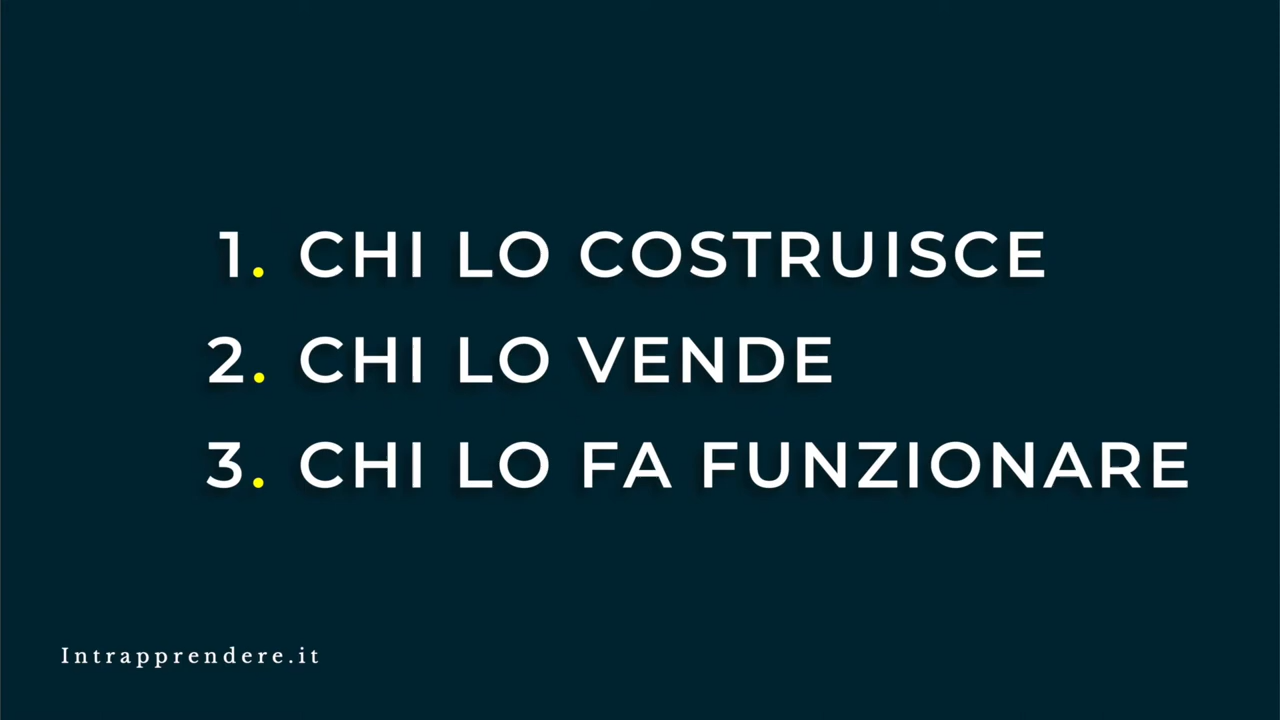 1. CHI LO COSTRUISCE
2. CHI LO VENDE
3. CHI LO FA FUNZIONARE
Intrapprendere.it